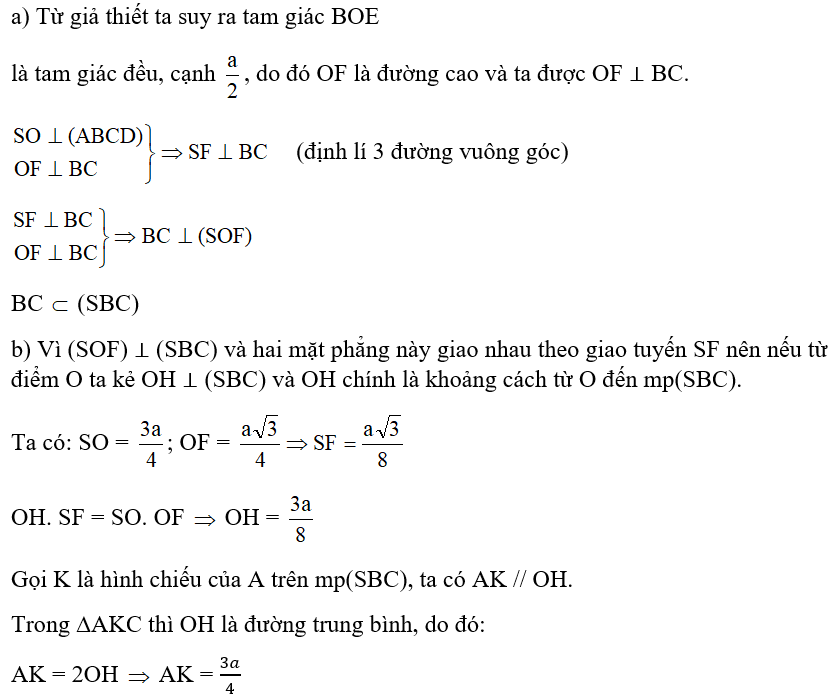 a) Từ giả thiết ta suy ra tam giác BOE
là tam giác đều, cạnh a/2, do đó OF là đường cao và ta được OF ⊥ BC.
SO ⊥ (ABCD)
OF ⊥ BC } ⇒ SF ⊥ BC (định lí 3 đường vuông góc)
SF ⊥ BC
OF ⊥ BC } ⇒ BC ⊥ (SOF)
BC ⊂ (SBC)
b) Vì (SOF) ⊥ (SBC) và hai mặt phẳng này giao nhau theo giao tuyến SF nên nếu từ
điểm O ta kẻ OH ⊥ (SBC) và OH chính là khoảng cách từ O đến mp(SBC).
Ta có: SO = 3a/4; OF = a√3/4 ⇒ SF = a√3/8
OH. SF = SO. OF ⇒ OH = 3a/8
Gọi K là hình chiếu của A trên mp(SBC), ta có AK // OH.
Trong ΔAKC thì OH là đường trung bình, do đó:
AK = 2OH ⇒ AK = 3a/4